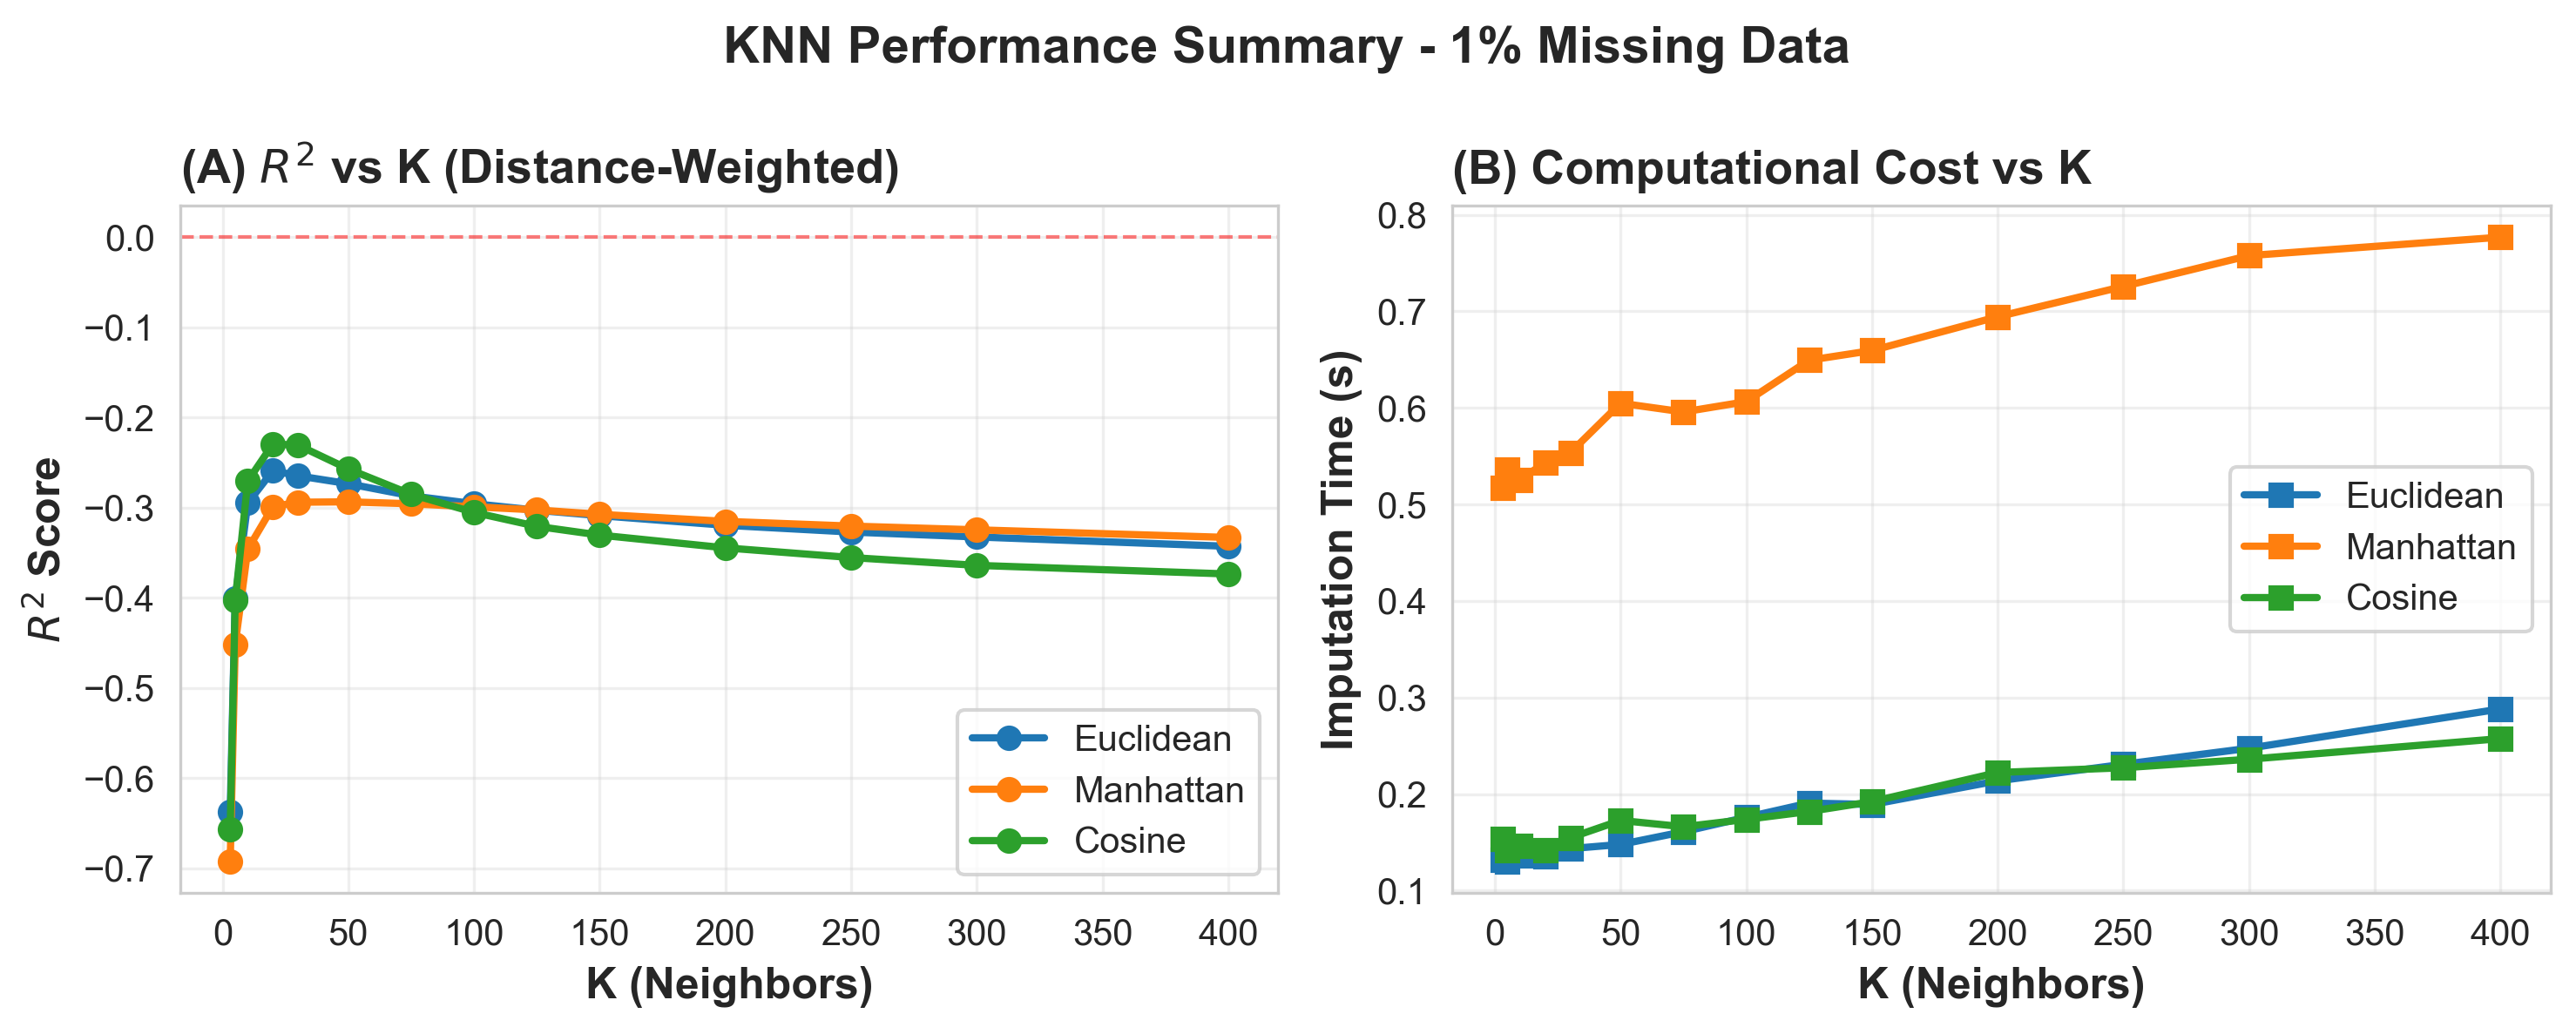 KNN Performance Summary - 1% Missing Data
(A) R² vs K (Distance-Weighted)
0.0
−0.1
−0.2
−0.3
−0.4
−0.5
−0.6
−0.7
R² Score
Euclidean
Manhattan
Cosine
0 50 100 150 200 250 300 350 400
K (Neighbors)
(B) Computational Cost vs K
0.8
0.7
0.6
0.5
0.4
0.3
0.2
0.1
Imputation Time (s)
Euclidean
Manhattan
Cosine
0 50 100 150 200 250 300 350 400
K (Neighbors)